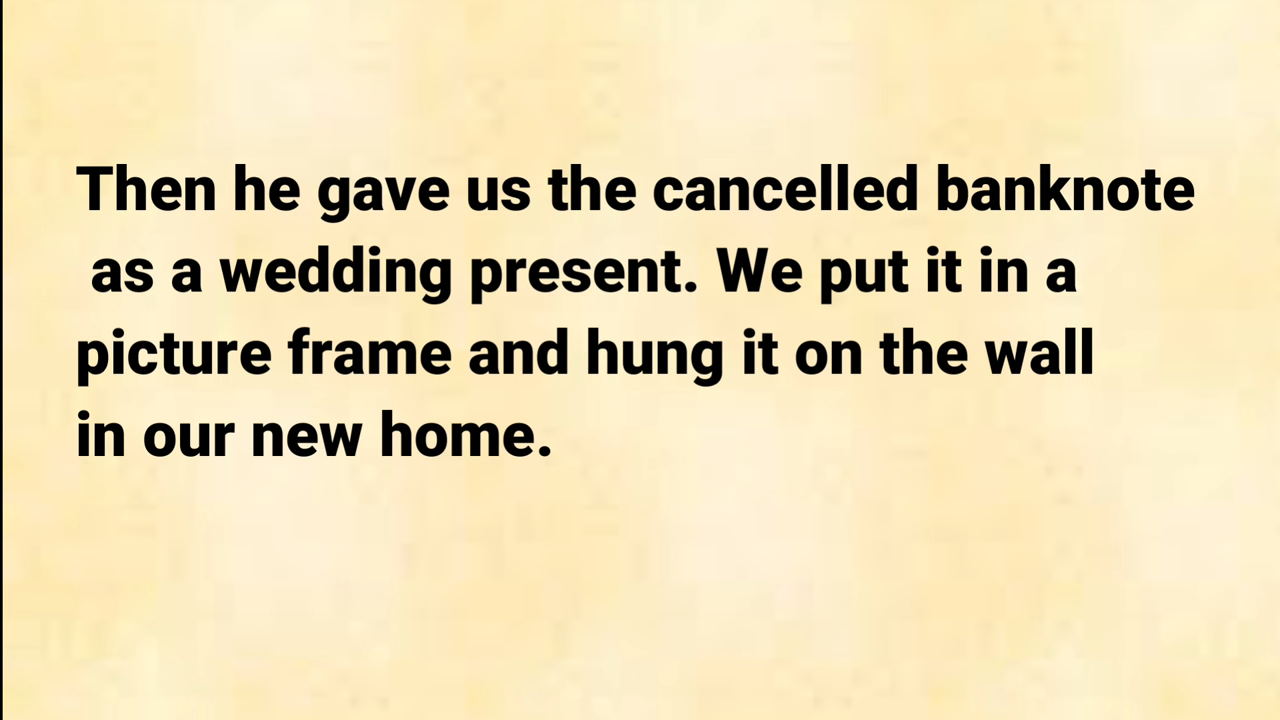 Then he gave us the cancelled banknote
as a wedding present. We put it in a
picture frame and hung it on the wall
in our new home.